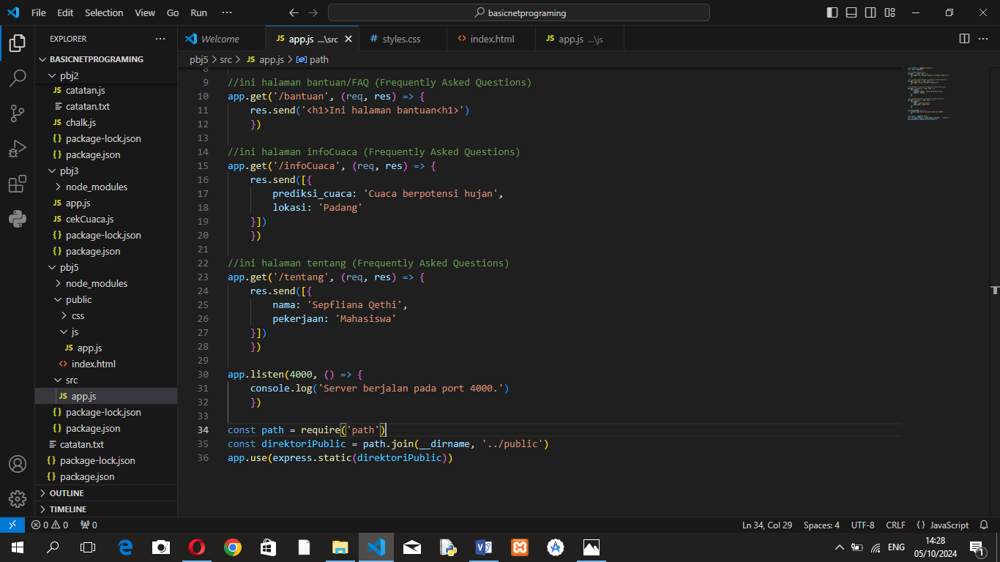 File Edit Selection View Go Run ··· basicnetprograming
EXPLORER ···
BASICNETPROGRAMING
pbj2
catatan.js
catatan.txt
chalk.js
package-lock.json
package.json
pbj3
node_modules
app.js
cekCuaca.js
package-lock.json
package.json
pbj5
node_modules
public
css
js
app.js
index.html
src
app.js
package-lock.json
package.json
catatan.txt
package-lock.json
package.json
OUTLINE
TIMELINE
Welcome JS app.js ...\src # styles.css <> index.html JS app.js ...\js
pbj5 > src > JS app.js > path
8
9 //ini halaman bantuan/FAQ (Frequently Asked Questions)
10 app.get('/bantuan', (req, res) => {
11 res.send('<h1>Ini halaman bantuan<h1>')
12 })
13
14 //ini halaman infoCuaca (Frequently Asked Questions)
15 app.get('/infoCuaca', (req, res) => {
16 res.send([{
17 prediksi_cuaca: 'Cuaca berpotensi hujan',
18 lokasi: 'Padang'
19 }])
20 })
21
22 //ini halaman tentang (Frequently Asked Questions)
23 app.get('/tentang', (req, res) => {
24 res.send([{
25 nama: 'Sepfliana Qethi',
26 pekerjaan: 'Mahasiswa'
27 }])
28 })
29
30 app.listen(4000, () => {
31 console.log('Server berjalan pada port 4000.')
32 })
33
34 const path = require('path')
35 const direktoriPublic = path.join(__dirname, '../public')
36 app.use(express.static(direktoriPublic))
0 0 0 Ln 34, Col 29 Spaces: 4 UTF-8 CRLF {} JavaScript
ENG 14:28
05/10/2024
1